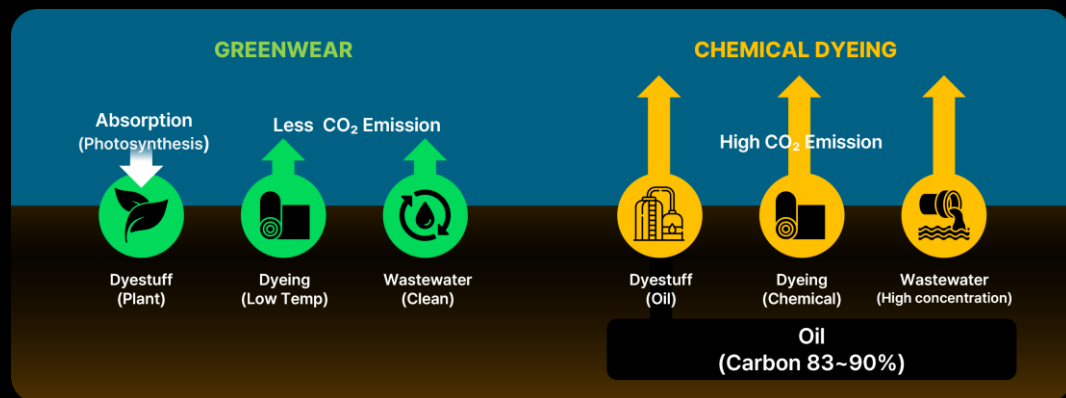 GREENWEAR
Absorption
(Photosynthesis)
Less CO₂ Emission
Dyestuff
(Plant)
Dyeing
(Low Temp)
Wastewater
(Clean)
CHEMICAL DYEING
High CO₂ Emission
Dyestuff
(Oil)
Dyeing
(Chemical)
Wastewater
(High concentration)
Oil
(Carbon 83~90%)